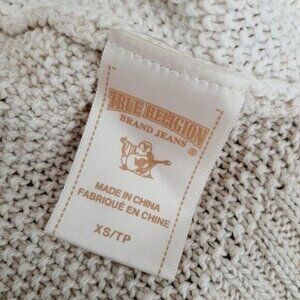 TRUE RELIGION
BRAND JEANS ®
MADE IN CHINA
FABRIQUÉ EN CHINE
XS/TP